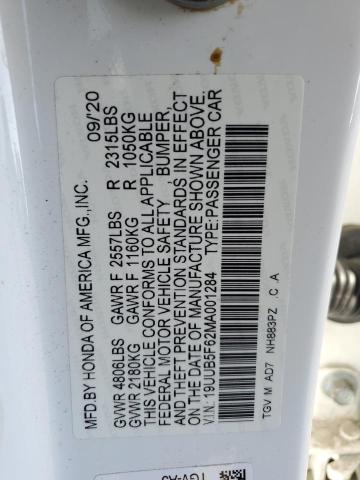 MFD BY HONDA OF AMERICA MFG.,INC. 09/'20
GVWR 4806LBS GAWR F 2557LBS R 2315LBS
GVWR 2180KG GAWR F 1160KG R 1050KG
THIS VEHICLE CONFORMS TO ALL APPLICABLE
FEDERAL MOTOR VEHICLE SAFETY BUMPER,
AND THEFT PREVENTION STANDARDS IN EFFECT
ON THE DATE OF MANUFACTURE SHOWN ABOVE.
V.I.N: 19UUB5F62MA001284 TYPE:PASSENGER CAR
TGV M AD7 NH883PZ .C .A
TGV-A5